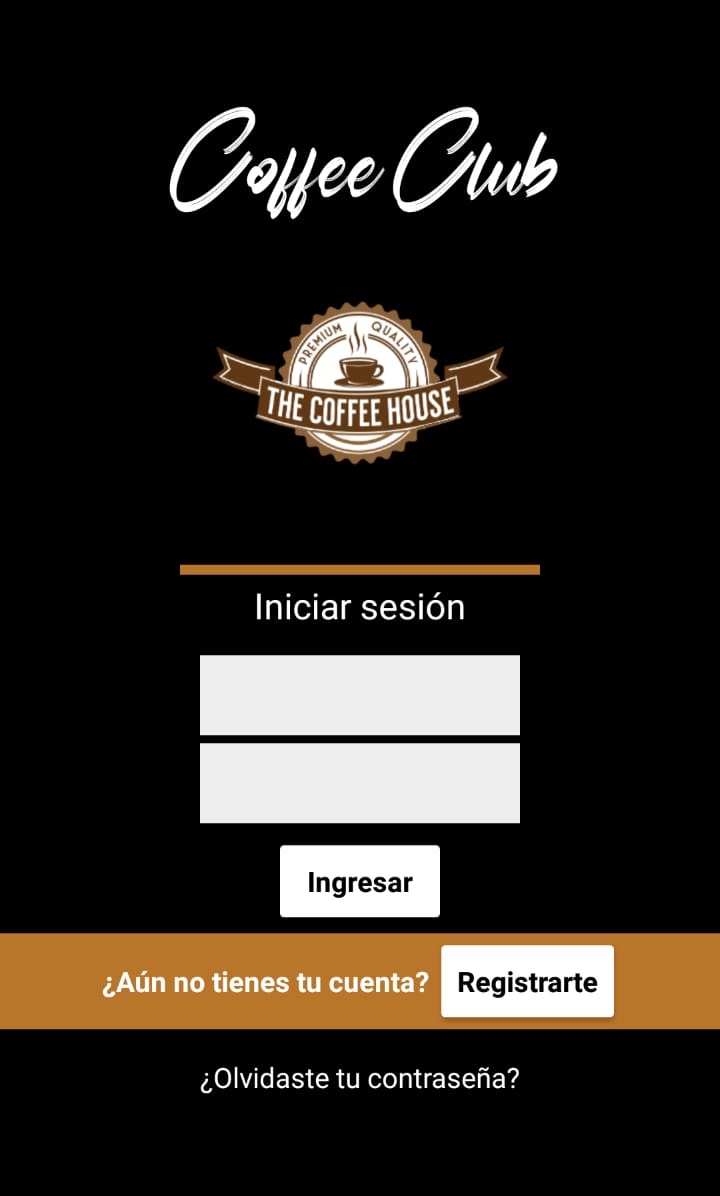 Coffee Club
PREMIUM QUALITY
THE COFFEE HOUSE
Iniciar sesión
Ingresar
¿Aún no tienes tu cuenta? Registrarte
¿Olvidaste tu contraseña?